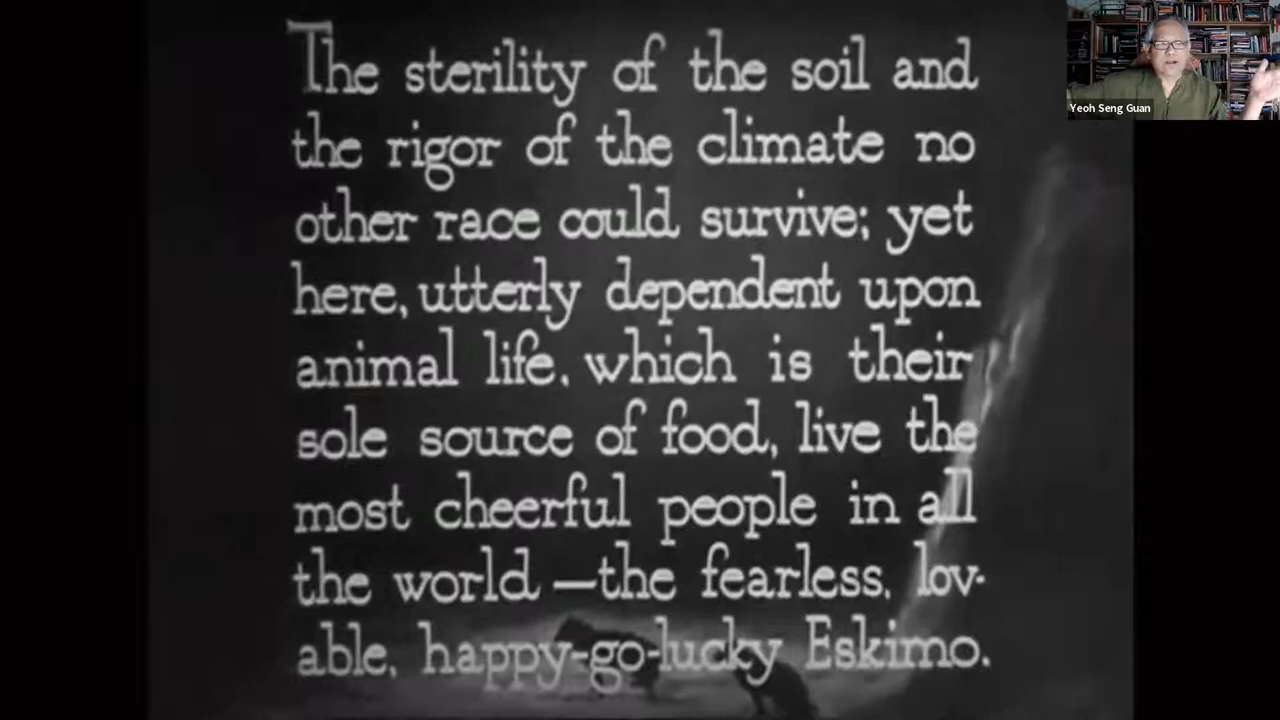 The sterility of the soil and
the rigor of the climate no
other race could survive; yet
here, utterly dependent upon
animal life, which is their
sole source of food, live the
most cheerful people in all
the world —the fearless, lov-
able, happy-go-lucky Eskimo.
Yeoh Seng Guan